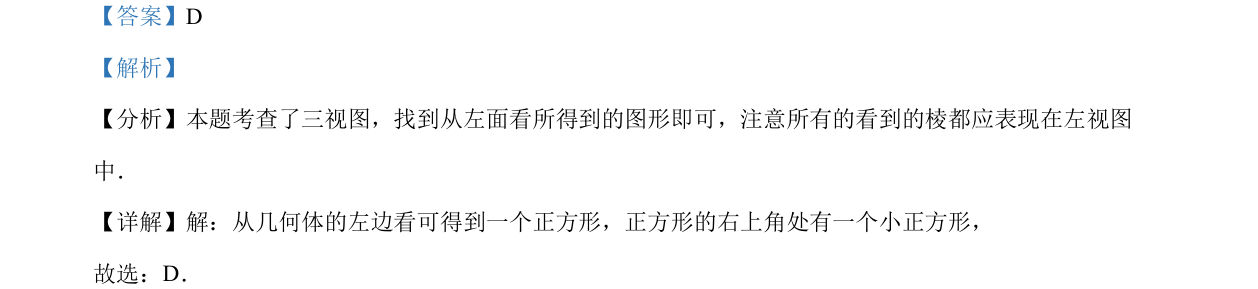 【答案】D
【解析】
【分析】本题考查了三视图，找到从左面看所得到的图形即可，注意所有的看到的棱都应表现在左视图
中．
【详解】解：从几何体的左边看可得到一个正方形，正方形的右上角处有一个小正方形，
故选：D．